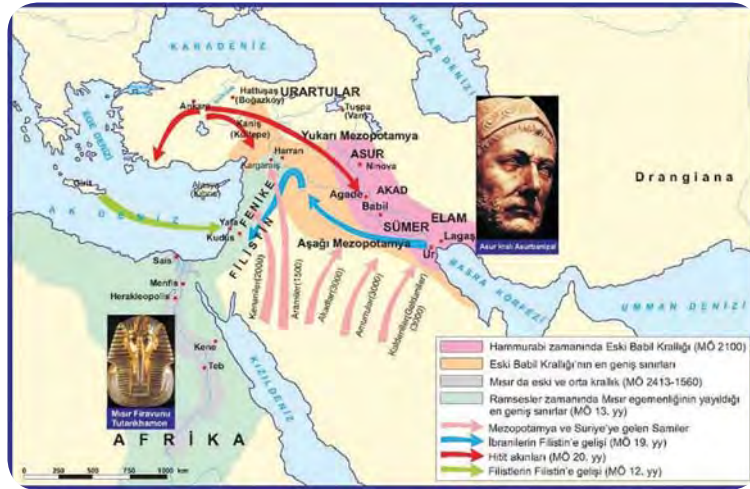 KARADENİZ
HAZAR DENİZİ
EGE DENİZİ
AK DENİZ
KIZILDENİZ
BASRA KÖRFEZİ
UMMAN DENİZİ
Hattuşaş
(Boğazköy)
URARTULAR
Ankara
Kaniş
(Kültepe)
Tuşpa
(Van)
Yukarı Mezopotamya
Harran
Kargamış
ASUR
Ninova
AKAD
Agade
Babil
SÜMER
ELAM
Lagaş
Ur
Aşağı Mezopotamya
Drangiana
Girit
Alasya
(Kıbrıs)
FENİKE
FİLİSTİN
Yafa
Kudüs
Sais
Menfis
Herakleopolis
Kene
Teb
AFRİKA
Kenaniler(2000)
Aramiler(1500)
Akadlar(3000)
Amurrular(3000)
(3000)
Asur kralı Asurbanipal
Mısır Firavunu
Tutankhamon
0 250 500 750 1000 km
Hammurabi zamanında Eski Babil Krallığı (MÖ 2100)
Eski Babil Krallığı'nın en geniş sınırları
Mısır da eski ve orta krallık (MÖ 2413-1560)
Ramsesler zamanında Mısır egemenliğinin yayıldığı
en geniş sınırlar (MÖ 13. yy)
Mezopotamya ve Suriye'ye gelen Samiler
İbranilerin Filistin'e gelişi (MÖ 19. yy)
Hitit akınları (MÖ 20. yy)
Filistlerin Filistin'e gelişi (MÖ 12. yy)